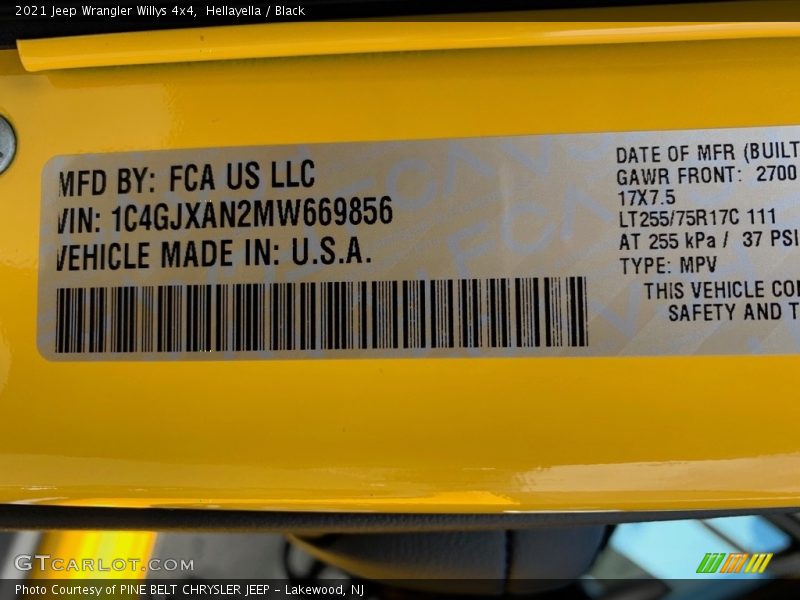 2021 Jeep Wrangler Willys 4x4, Hellayella / Black
MFD BY: FCA US LLC
VIN: 1C4GJXAN2MW669856
VEHICLE MADE IN: U.S.A.
DATE OF MFR (BUILT
GAWR FRONT: 2700
17X7.5
LT255/75R17C 111
AT 255 kPa / 37 PSI
TYPE: MPV
THIS VEHICLE CO
SAFETY AND T
GTCARLOT.COM
Photo Courtesy of PINE BELT CHRYSLER JEEP - Lakewood, NJ